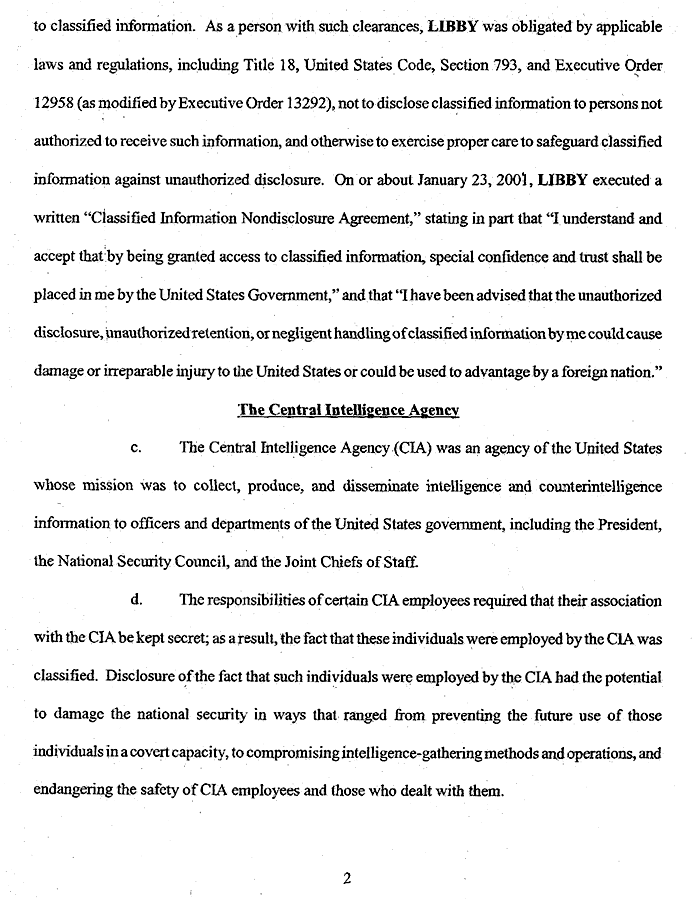 to classified information. As a person with such clearances, LIBBY was obligated by applicable
laws and regulations, including Title 18, United States Code, Section 793, and Executive Order
12958 (as modified by Executive Order 13292), not to disclose classified information to persons not
authorized to receive such information, and otherwise to exercise proper care to safeguard classified
information against unauthorized disclosure. On or about January 23, 2001, LIBBY executed a
written “Classified Information Nondisclosure Agreement,” stating in part that “I understand and
accept that by being granted access to classified information, special confidence and trust shall be
placed in me by the United States Government,” and that “I have been advised that the unauthorized
disclosure, unauthorized retention, or negligent handling of classified information by me could cause
damage or irreparable injury to the United States or could be used to advantage by a foreign nation.”
The Central Intelligence Agency
c. The Central Intelligence Agency (CIA) was an agency of the United States
whose mission was to collect, produce, and disseminate intelligence and counterintelligence
information to officers and departments of the United States government, including the President,
the National Security Council, and the Joint Chiefs of Staff.
d. The responsibilities of certain CIA employees required that their association
with the CIA be kept secret; as a result, the fact that these individuals were employed by the CIA was
classified. Disclosure of the fact that such individuals were employed by the CIA had the potential
to damage the national security in ways that ranged from preventing the future use of those
individuals in a covert capacity, to compromising intelligence-gathering methods and operations, and
endangering the safety of CIA employees and those who dealt with them.
2